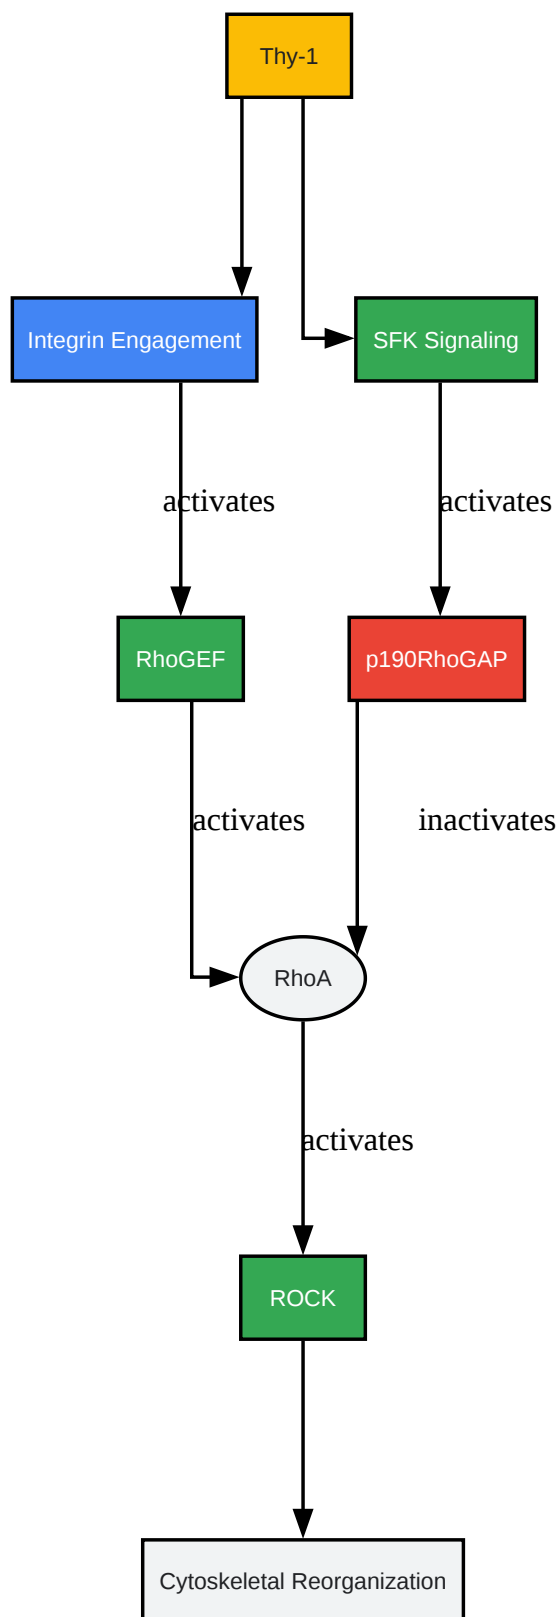 Thy-1
Integrin Engagement
SFK Signaling
activates
activates
RhoGEF
p190RhoGAP
activates
inactivates
RhoA
activates
ROCK
Cytoskeletal Reorganization